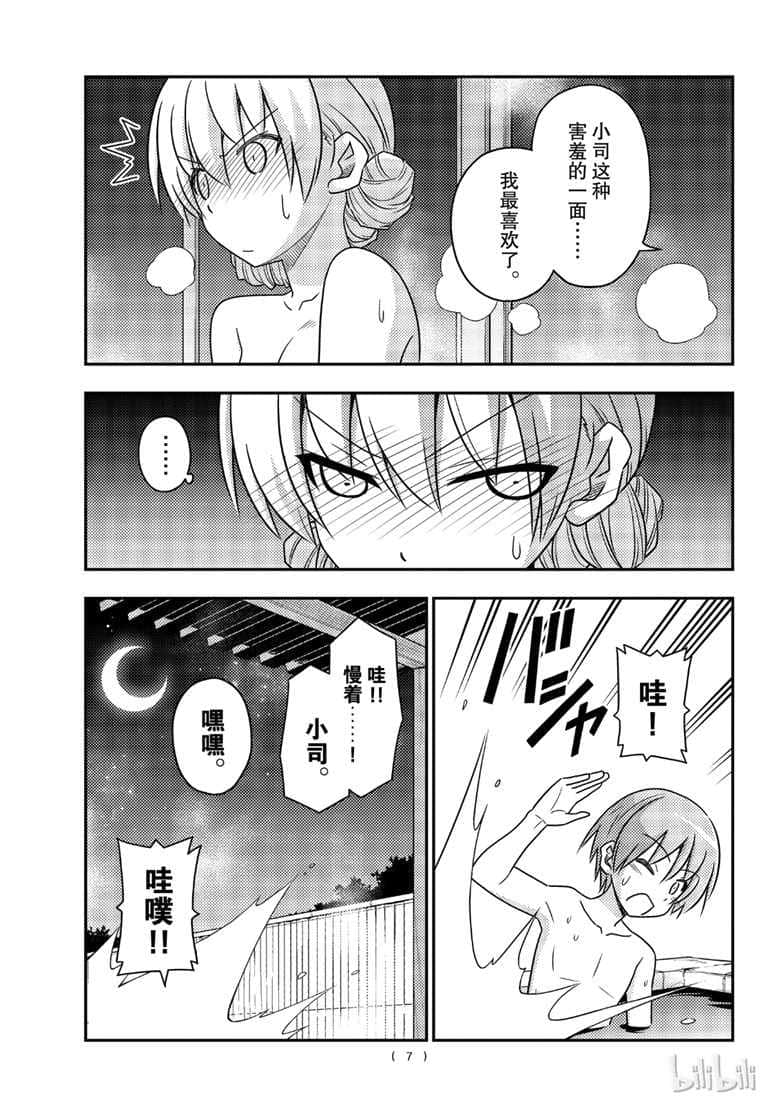 小司这种
害羞的一面……
我最喜欢了。
……
バシャ
哇！
哇!!
慢着……！
小司。
嘿嘿。
哇噗!!
( 7 )
bilibili